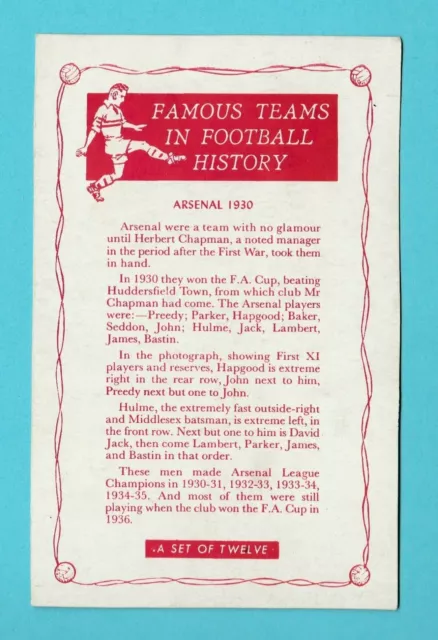 FAMOUS TEAMS
IN FOOTBALL
HISTORY
ARSENAL 1930
Arsenal were a team with no glamour
until Herbert Chapman, a noted manager
in the period after the First War, took them
in hand.
In 1930 they won the F.A. Cup, beating
Huddersfield Town, from which club Mr
Chapman had come. The Arsenal players
were:—Preedy; Parker, Hapgood; Baker,
Seddon, John; Hulme, Jack, Lambert,
James, Bastin.
In the photograph, showing First XI
players and reserves, Hapgood is extreme
right in the rear row, John next to him,
Preedy next but one to John.
Hulme, the extremely fast outside-right
and Middlesex batsman, is extreme left, in
the front row. Next but one to him is David
Jack, then come Lambert, Parker, James,
and Bastin in that order.
These men made Arsenal League
Champions in 1930-31, 1932-33, 1933-34,
1934-35. And most of them were still
playing when the club won the F.A. Cup in
1936.
·A SET OF TWELVE·